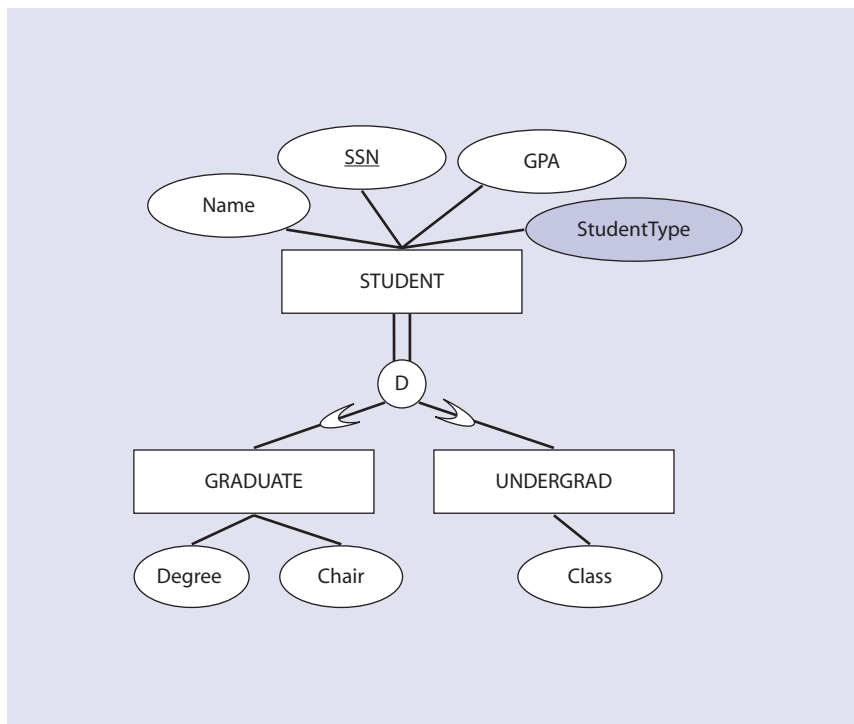 SSN
GPA
Name
StudentType
STUDENT
D
GRADUATE
UNDERGRAD
Degree
Chair
Class